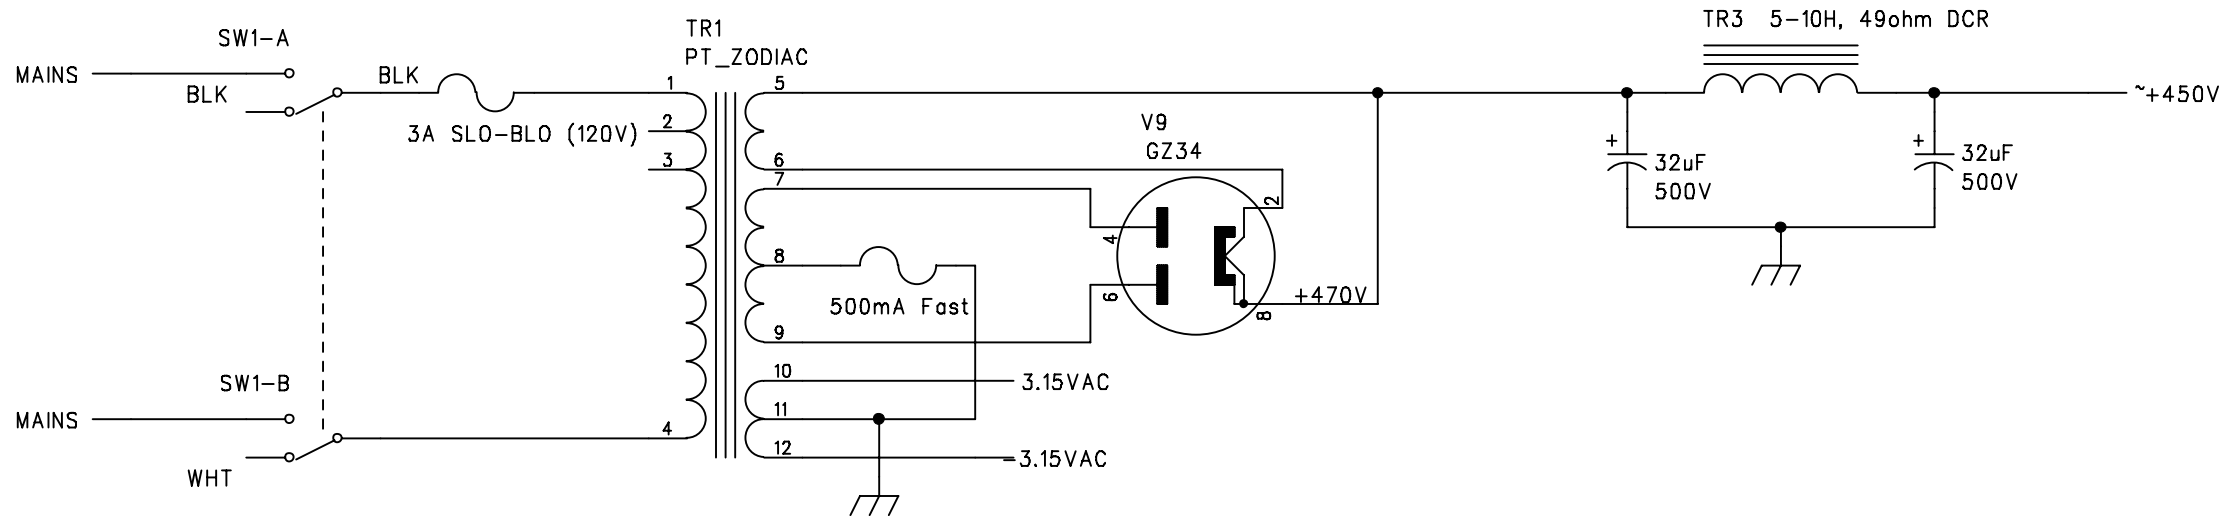 TR3 5-10H, 49ohm DCR
TR1
PT_ZODIAC
SW1-A
MAINS
BLK
BLK
3A SLO-BLO (120V)
1
2
3
4
5
6
7
8
9
10
11
12
V9
GZ34
2
4
6
8
+470V
500mA Fast
3.15VAC
-3.15VAC
+
32uF
500V
+
32uF
500V
~+450V
SW1-B
MAINS
WHT